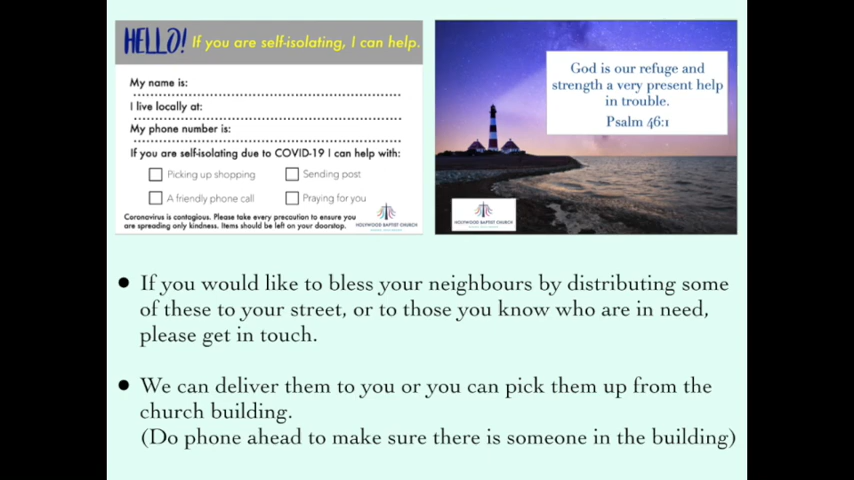 HELLO! If you are self-isolating, I can help.
My name is:
I live locally at:
My phone number is:
If you are self-isolating due to COVID-19 I can help with:
Picking up shopping
Sending post
A friendly phone call
Praying for you
Coronavirus is contagious. Please take every precaution to ensure you
are spreading only kindness. Items should be left on your doorstop.
HOLYWOOD BAPTIST CHURCH
God is our refuge and
strength a very present help
in trouble.
Psalm 46:1
HOLYWOOD BAPTIST CHURCH
• If you would like to bless your neighbours by distributing some
of these to your street, or to those you know who are in need,
please get in touch.
• We can deliver them to you or you can pick them up from the
church building.
(Do phone ahead to make sure there is someone in the building)